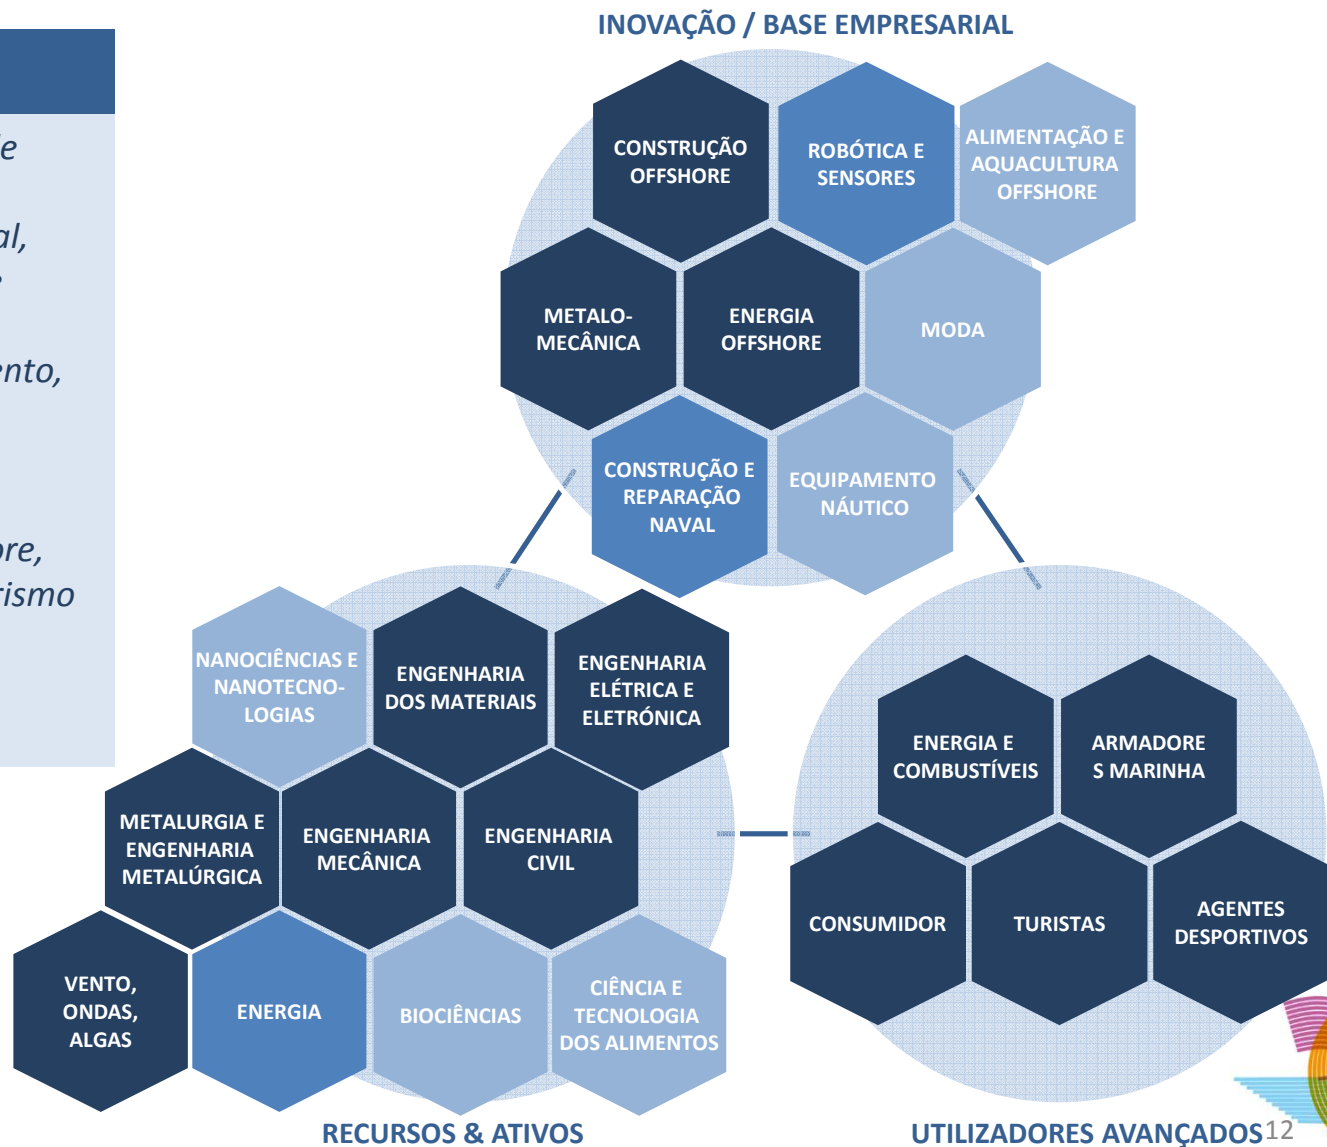 al,
ento,
rismo
INOVAÇÃO / BASE EMPRESARIAL
CONSTRUÇÃO
OFFSHORE
ROBÓTICA E
SENSORES
ALIMENTAÇÃO E
AQUACULTURA
OFFSHORE
METALO-
MECÂNICA
ENERGIA
OFFSHORE
MODA
CONSTRUÇÃO E
REPARAÇÃO
NAVAL
EQUIPAMENTO
NÁUTICO
NANOCIÊNCIAS E
NANOTECNO-
LOGIAS
ENGENHARIA
DOS MATERIAIS
ENGENHARIA
ELÉTRICA E
ELETRÓNICA
METALURGIA E
ENGENHARIA
METALÚRGICA
ENGENHARIA
MECÂNICA
ENGENHARIA
CIVIL
VENTO,
ONDAS,
ALGAS
ENERGIA
BIOCIÊNCIAS
CIÊNCIA E
TECNOLOGIA
DOS ALIMENTOS
RECURSOS & ATIVOS
ENERGIA E
COMBUSTÍVEIS
ARMADORE
S MARINHA
CONSUMIDOR
TURISTAS
AGENTES
DESPORTIVOS
UTILIZADORES AVANÇADOS
12